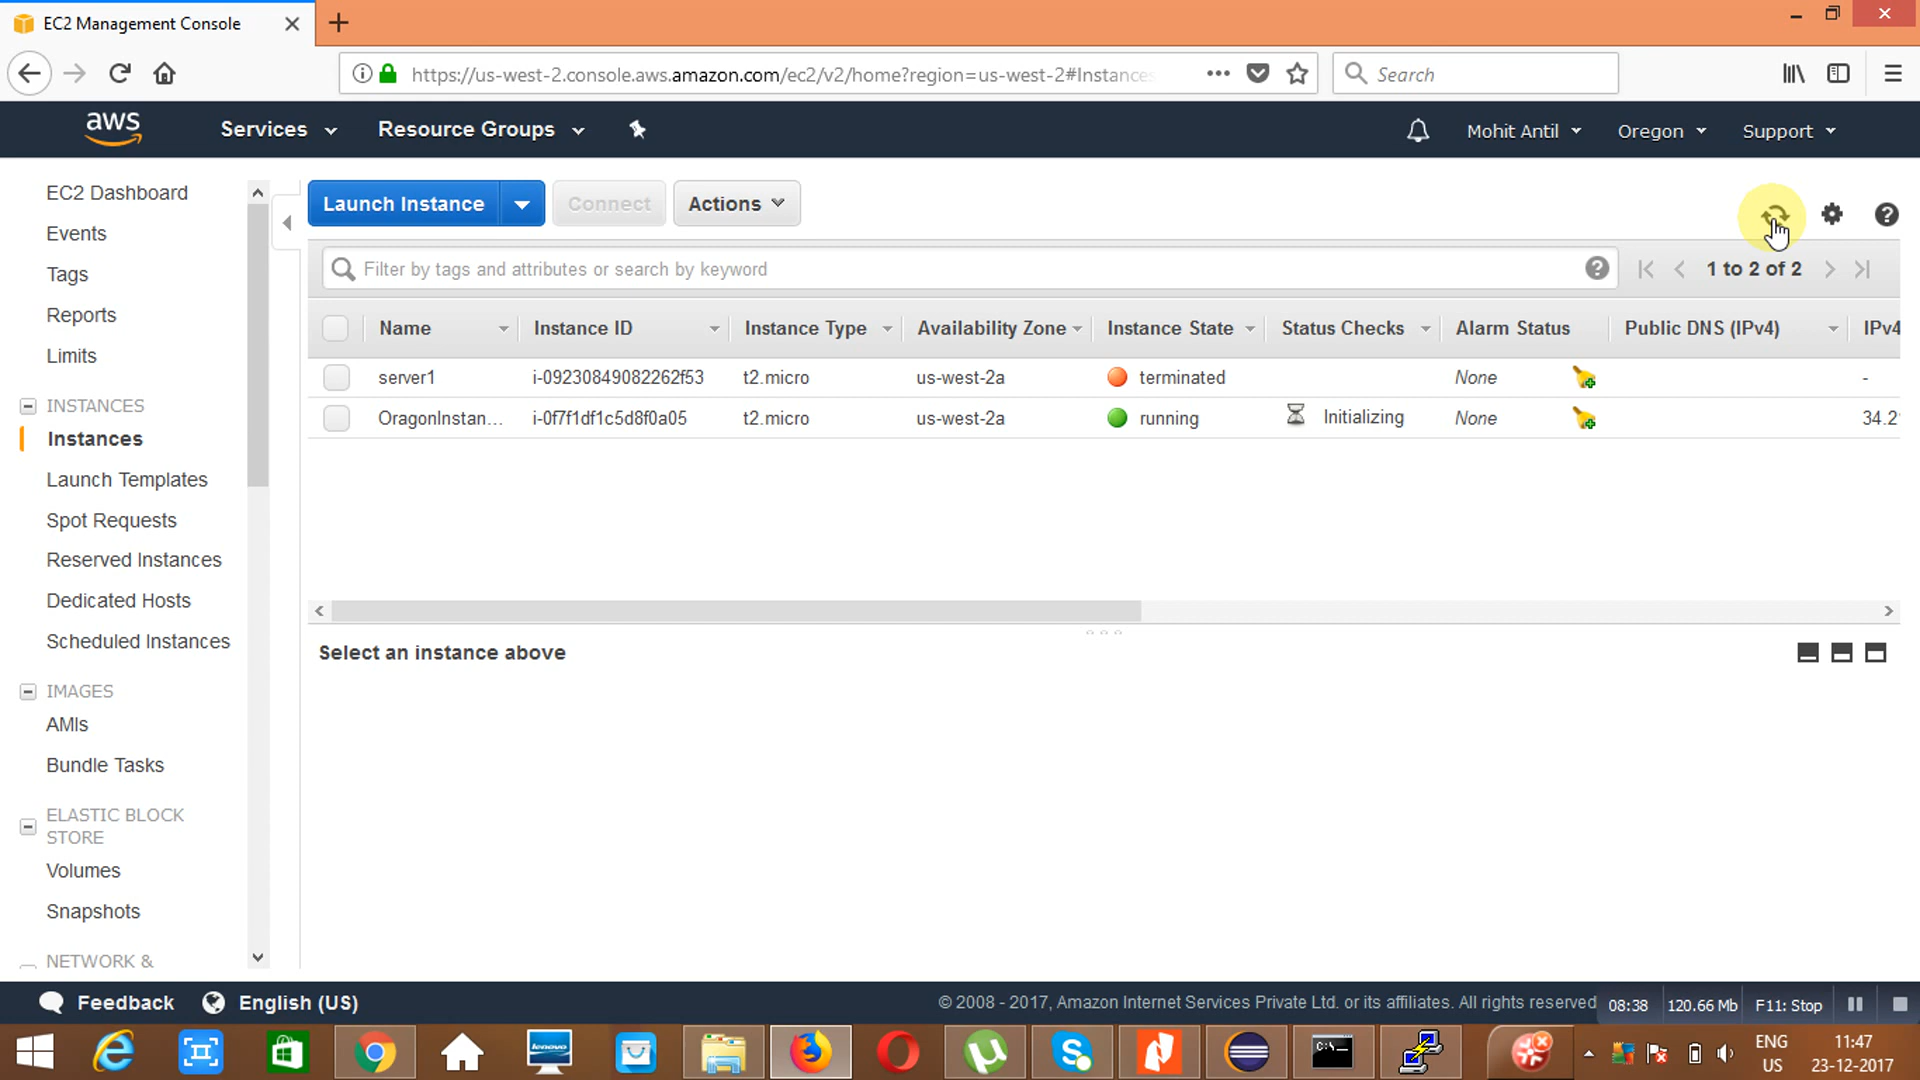 EC2 Management Console
https://us-west-2.console.aws.amazon.com/ec2/v2/home?region=us-west-2#Instances
Search
aws
Services
Resource Groups
Mohit Antil
Oregon
Support
EC2 Dashboard
Events
Tags
Reports
Limits
INSTANCES
Instances
Launch Templates
Spot Requests
Reserved Instances
Dedicated Hosts
Scheduled Instances
IMAGES
AMIs
Bundle Tasks
ELASTIC BLOCK
STORE
Volumes
Snapshots
NETWORK &
Launch Instance
Connect
Actions
Filter by tags and attributes or search by keyword
1 to 2 of 2
Name Instance ID Instance Type Availability Zone Instance State Status Checks Alarm Status Public DNS (IPv4) IPv4
server1 i-09230849082262f53 t2.micro us-west-2a terminated None -
OragonInstan... i-0f7f1df1c5d8f0a05 t2.micro us-west-2a running Initializing None 34.2
Select an instance above
Feedback
English (US)
© 2008 - 2017, Amazon Internet Services Private Ltd. or its affiliates. All rights reserved
08:38
120.66 Mb
F11: Stop
lenovo
C:\_
ENG
US
11:47
23-12-2017